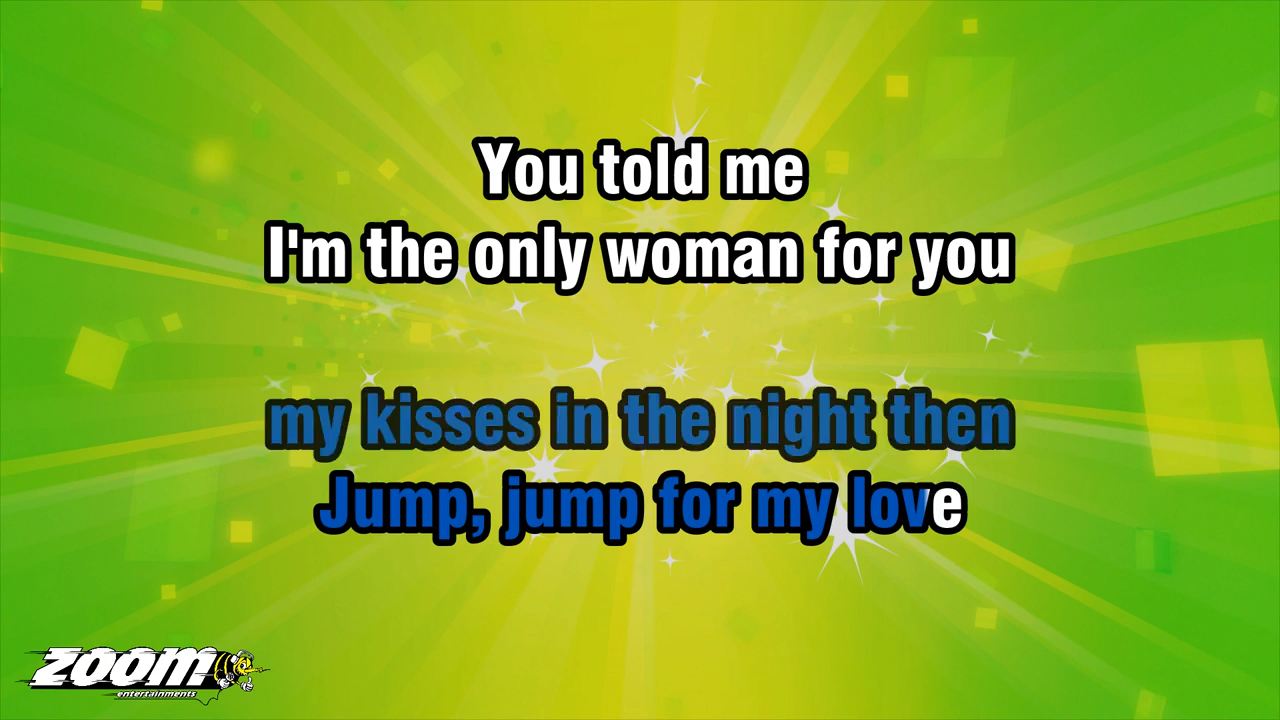 You told me
I'm the only woman for you
my kisses in the night then
Jump, jump for my love
zoom
entertainments